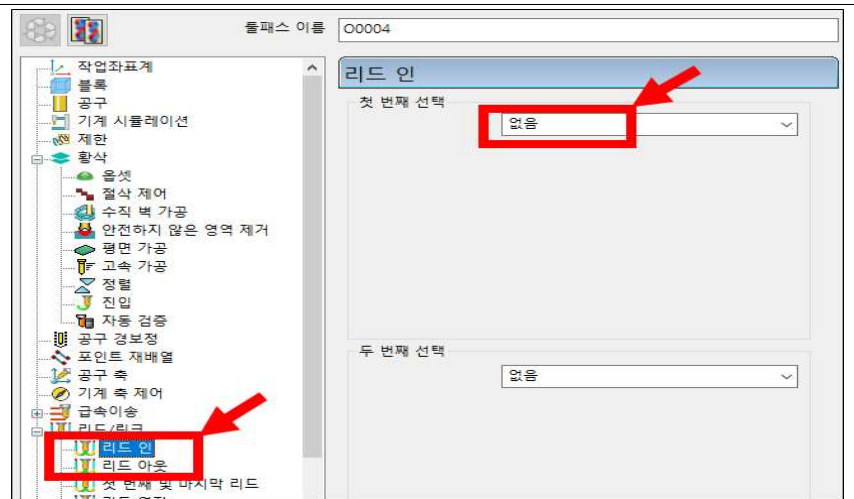 툴패스 이름 O0004
작업좌표계
블록
공구
기계 시뮬레이션
제한
황삭
옵셋
절삭 제어
수직 벽 가공
안전하지 않은 영역 제거
평면 가공
고속 가공
정렬
진입
자동 검증
공구 경보정
포인트 재배열
공구 축
기계 축 제어
급속이송
리드/링크
리드 인
리드 아웃
첫 번째 및 마지막 리드
리드 인
첫 번째 선택
없음
두 번째 선택
없음